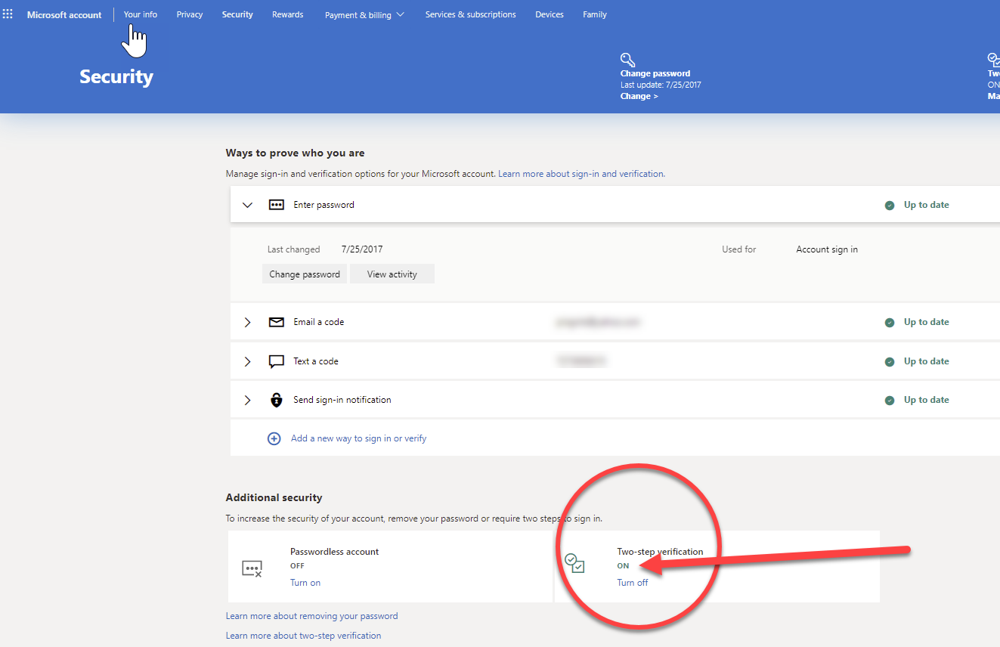 Microsoft account Your info Privacy Security Rewards Payment & billing Services & subscriptions Devices Family
Security
Change password
Last update: 7/25/2017
Change >
ON
Ways to prove who you are
Manage sign-in and verification options for your Microsoft account. Learn more about sign-in and verification.
Enter password Up to date
Last changed 7/25/2017 Used for Account sign in
Change password View activity
Email a code Up to date
Text a code Up to date
Send sign-in notification Up to date
Add a new way to sign in or verify
Additional security
To increase the security of your account, remove your password or require two steps to sign in.
Passwordless account
OFF
Turn on
Two-step verification
ON
Turn off
Learn more about removing your password
Learn more about two-step verification